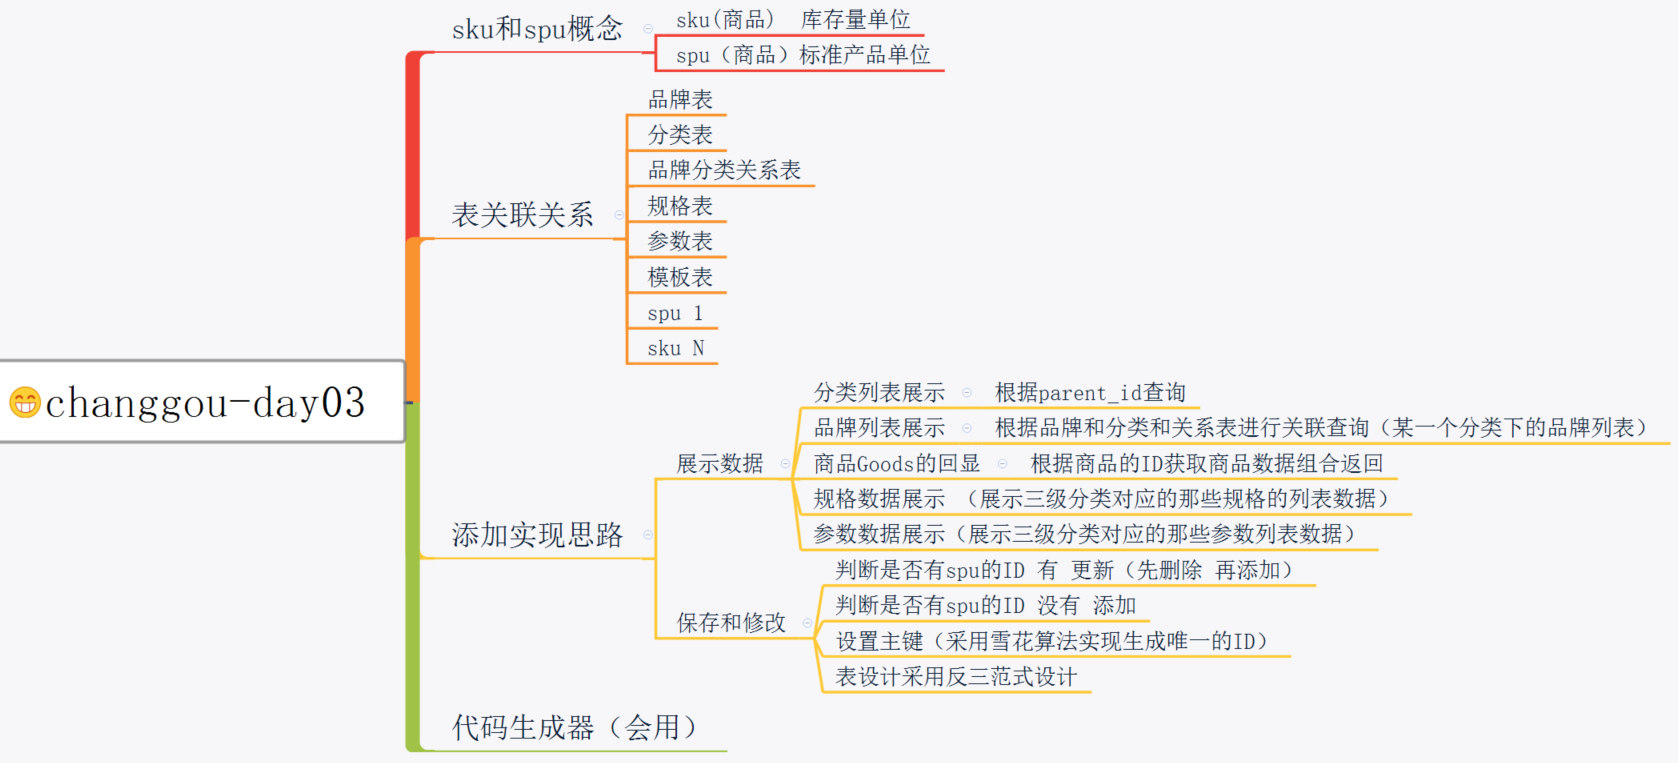 changgou-day03
sku和spu概念
sku(商品) 库存量单位
spu（商品）标准产品单位
表关联关系
品牌表
分类表
品牌分类关系表
规格表
参数表
模板表
spu 1
sku N
添加实现思路
展示数据
分类列表展示
根据parent_id查询
品牌列表展示
根据品牌和分类和关系表进行关联查询（某一个分类下的品牌列表）
商品Goods的回显
根据商品的ID获取商品数据组合返回
规格数据展示 （展示三级分类对应的那些规格的列表数据）
参数数据展示（展示三级分类对应的那些参数列表数据）
保存和修改
判断是否有spu的ID 有 更新（先删除 再添加）
判断是否有spu的ID 没有 添加
设置主键（采用雪花算法实现生成唯一的ID）
表设计采用反三范式设计
代码生成器（会用）